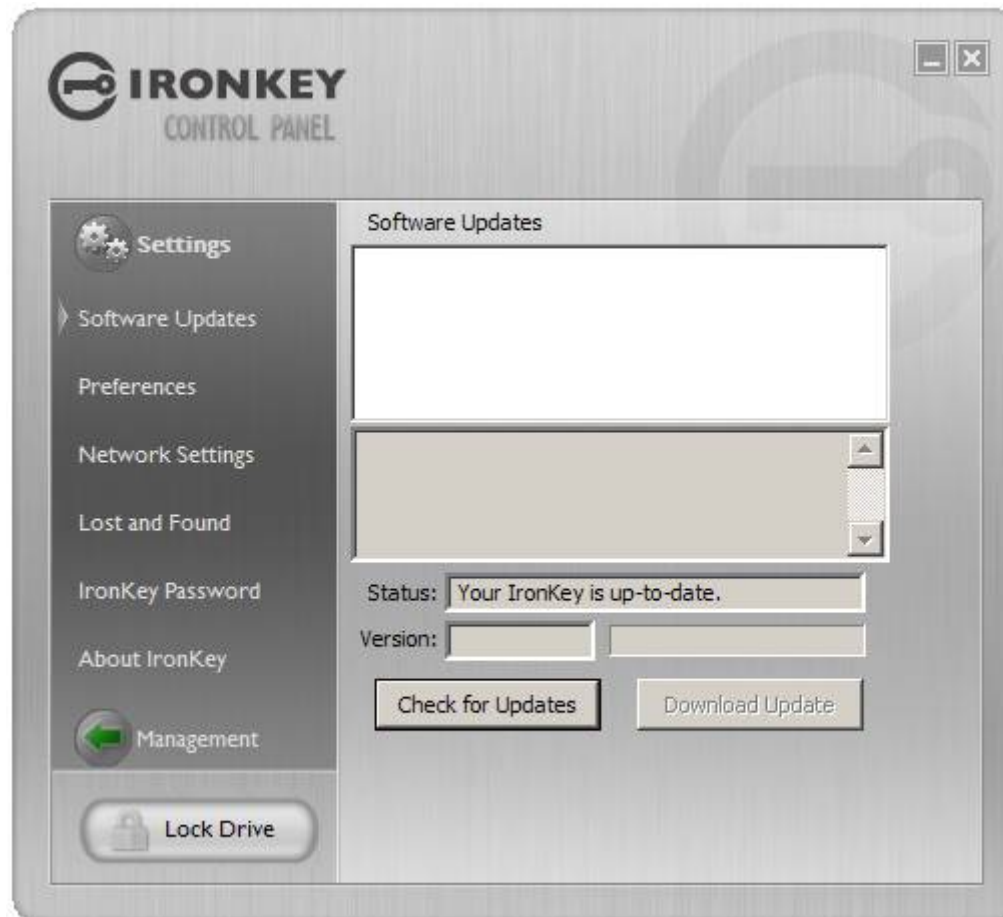 IRONKEY
CONTROL PANEL
Settings
Software Updates
Preferences
Network Settings
Lost and Found
IronKey Password
About IronKey
Management
Lock Drive
Software Updates
Status: Your IronKey is up-to-date.
Version:
Check for Updates Download Update